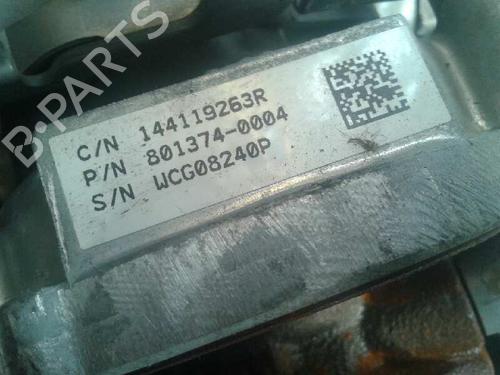 B-PARTS
C/N 144119263R
P/N 801374-0004
S/N WCG08240P